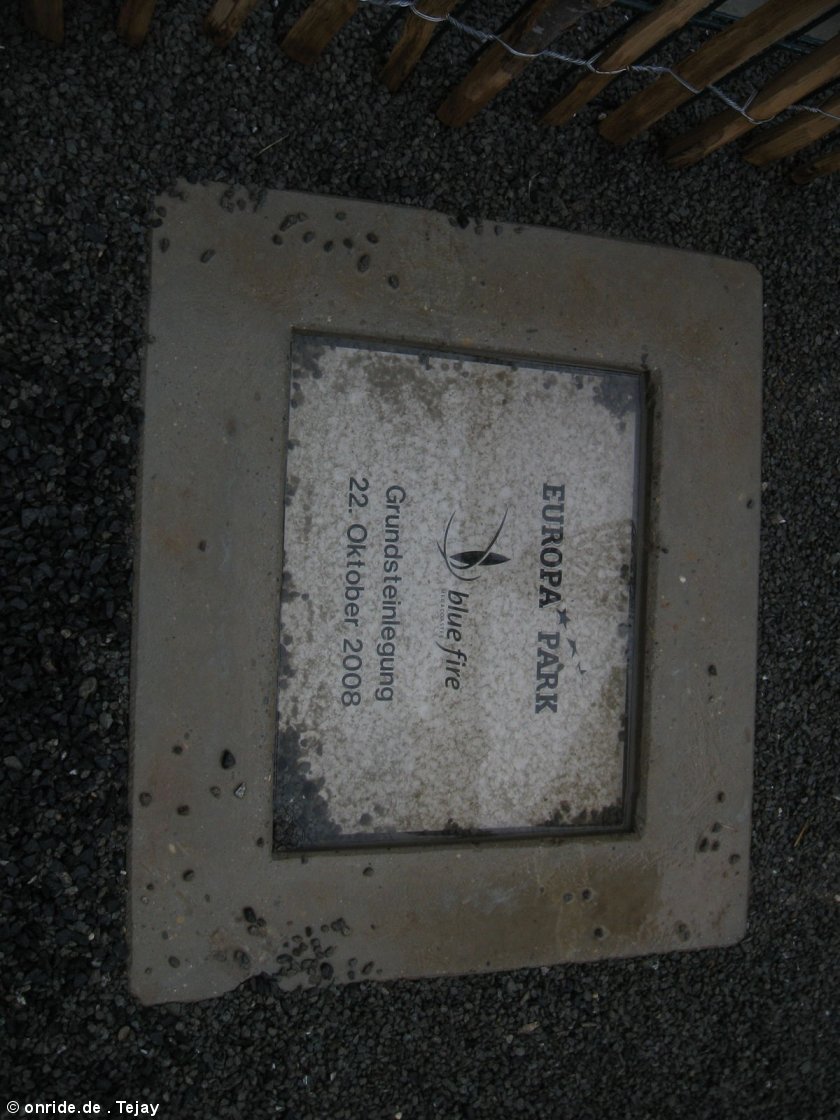 EUROPA PARK
blue fire
Grundsteinlegung
22. Oktober 2008
© onride.de . Tejay